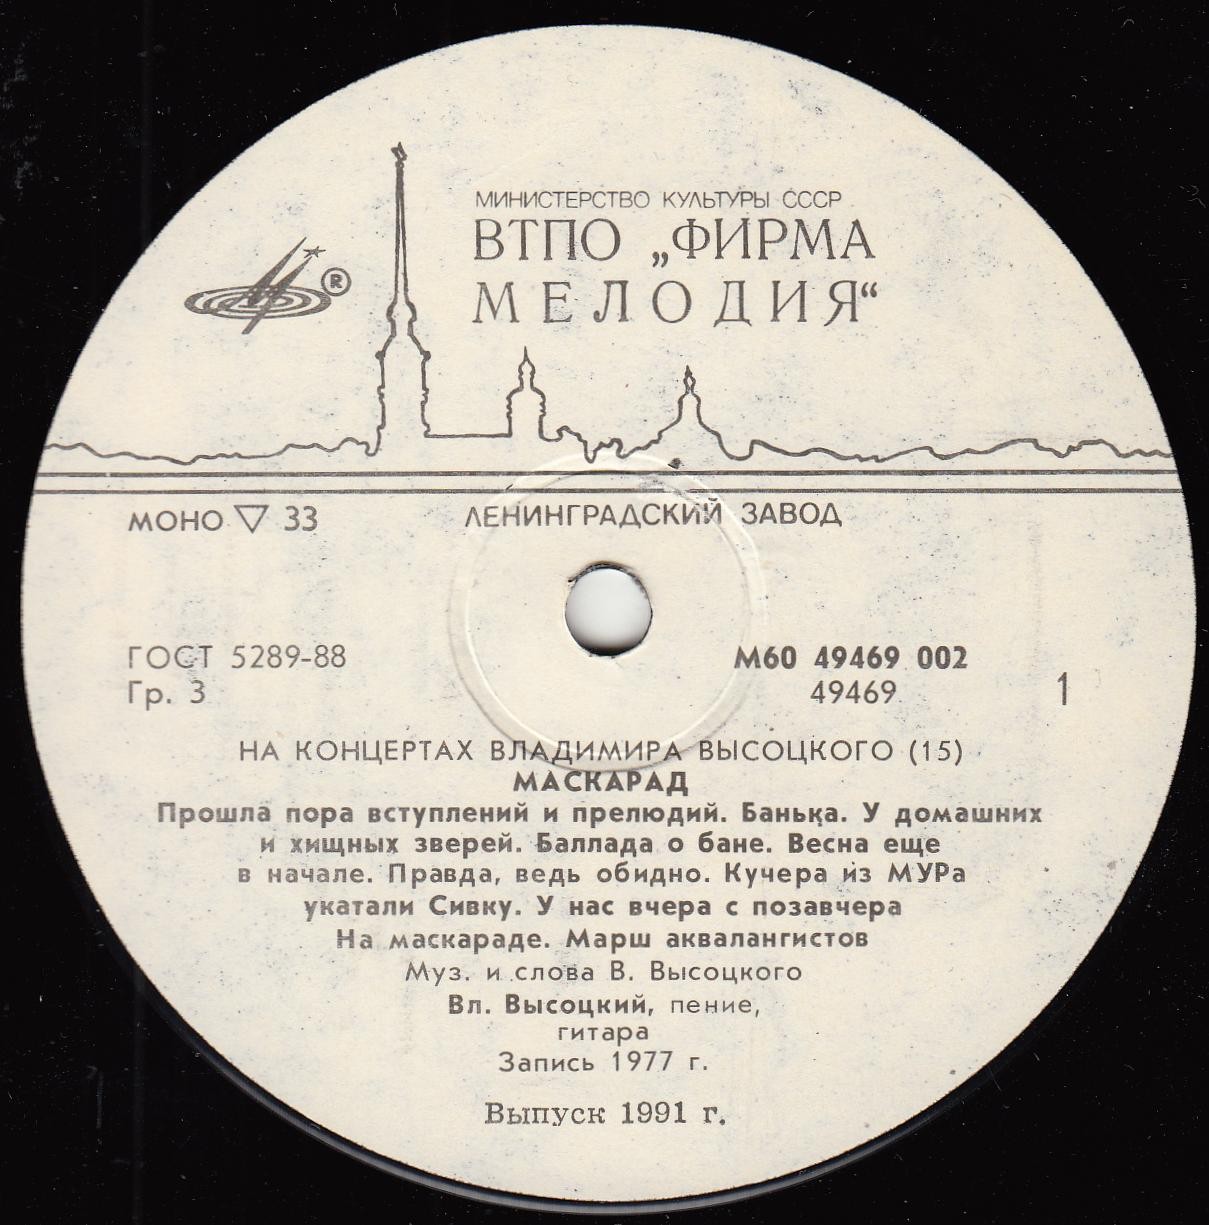 МИНИСТЕРСТВО КУЛЬТУРЫ СССР
ВТПО „ФИРМА
МЕЛОДИЯ“
®
МОНО ▽ 33
ЛЕНИНГРАДСКИЙ ЗАВОД
ГОСТ 5289-88
М60 49469 002
Гр. 3
49469
1
НА КОНЦЕРТАХ ВЛАДИМИРА ВЫСОЦКОГО (15)
МАСКАРАД
Прошла пора вступлений и прелюдий. Банька. У домашних
и хищных зверей. Баллада о бане. Весна еще
в начале. Правда, ведь обидно. Кучера из МУРа
укатали Сивку. У нас вчера с позавчера
На маскараде. Марш аквалангистов
Муз. и слова В. Высоцкого
Вл. Высоцкий, пение,
гитара
Запись 1977 г.
Выпуск 1991 г.